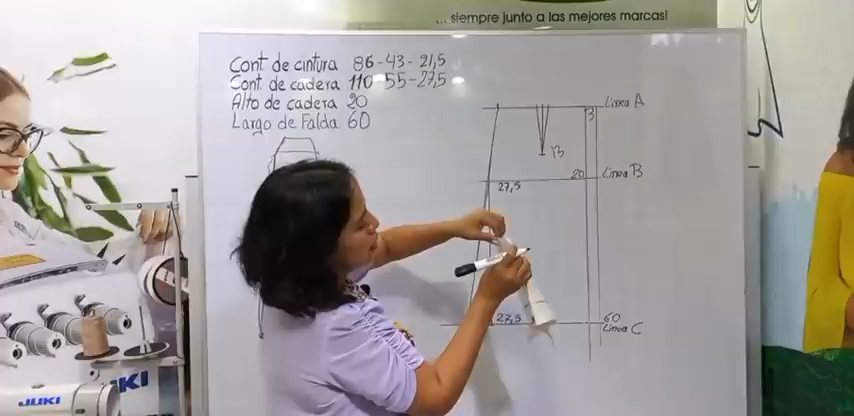 ... siempre junto a las mejores marcas!
Cont de cintura 86-43-21,5
Cont de cadera 110 55-27,5
Alto de cadera 20
Largo de Falda 60
Linea A
3
13
20 Linea B
27,5
27,5
60
Linea C
JUKI
JUKI